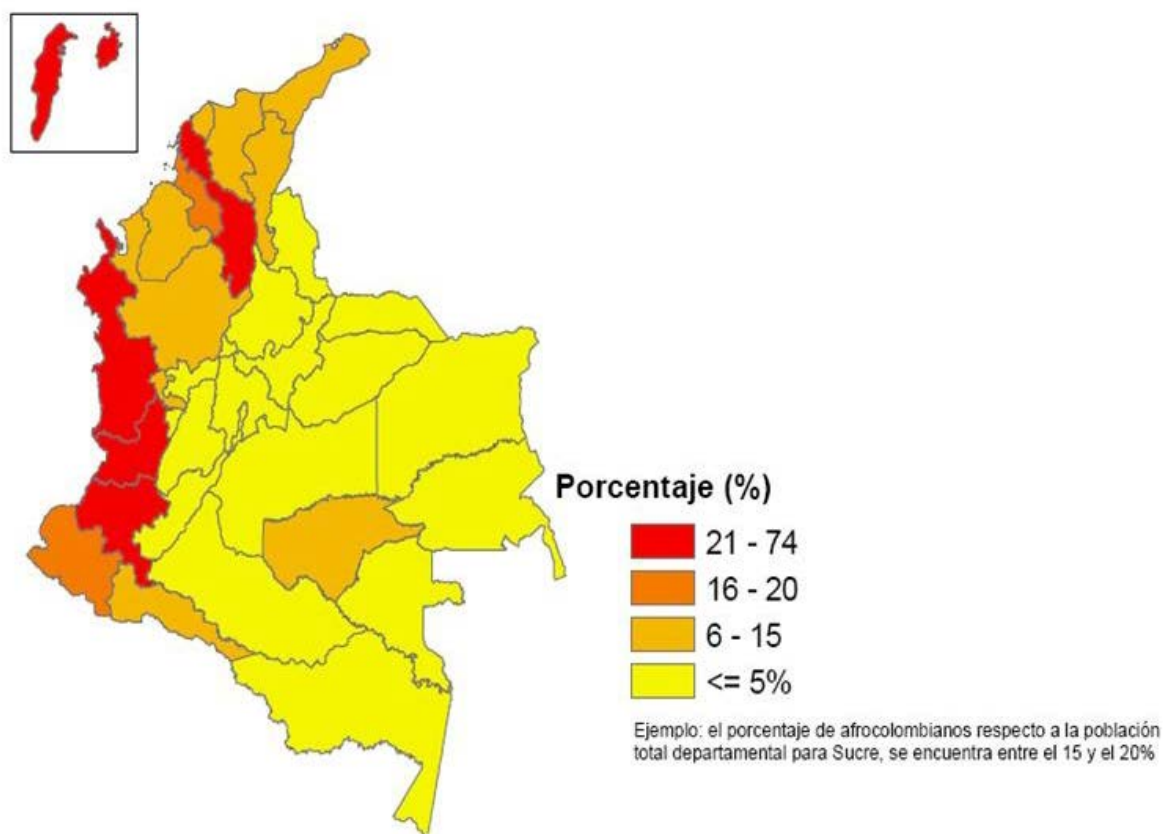 Porcentaje (%)
21 - 74
16 - 20
6 - 15
<= 5%
Ejemplo: el porcentaje de afrocolombianos respecto a la población
total departamental para Sucre, se encuentra entre el 15 y el 20%